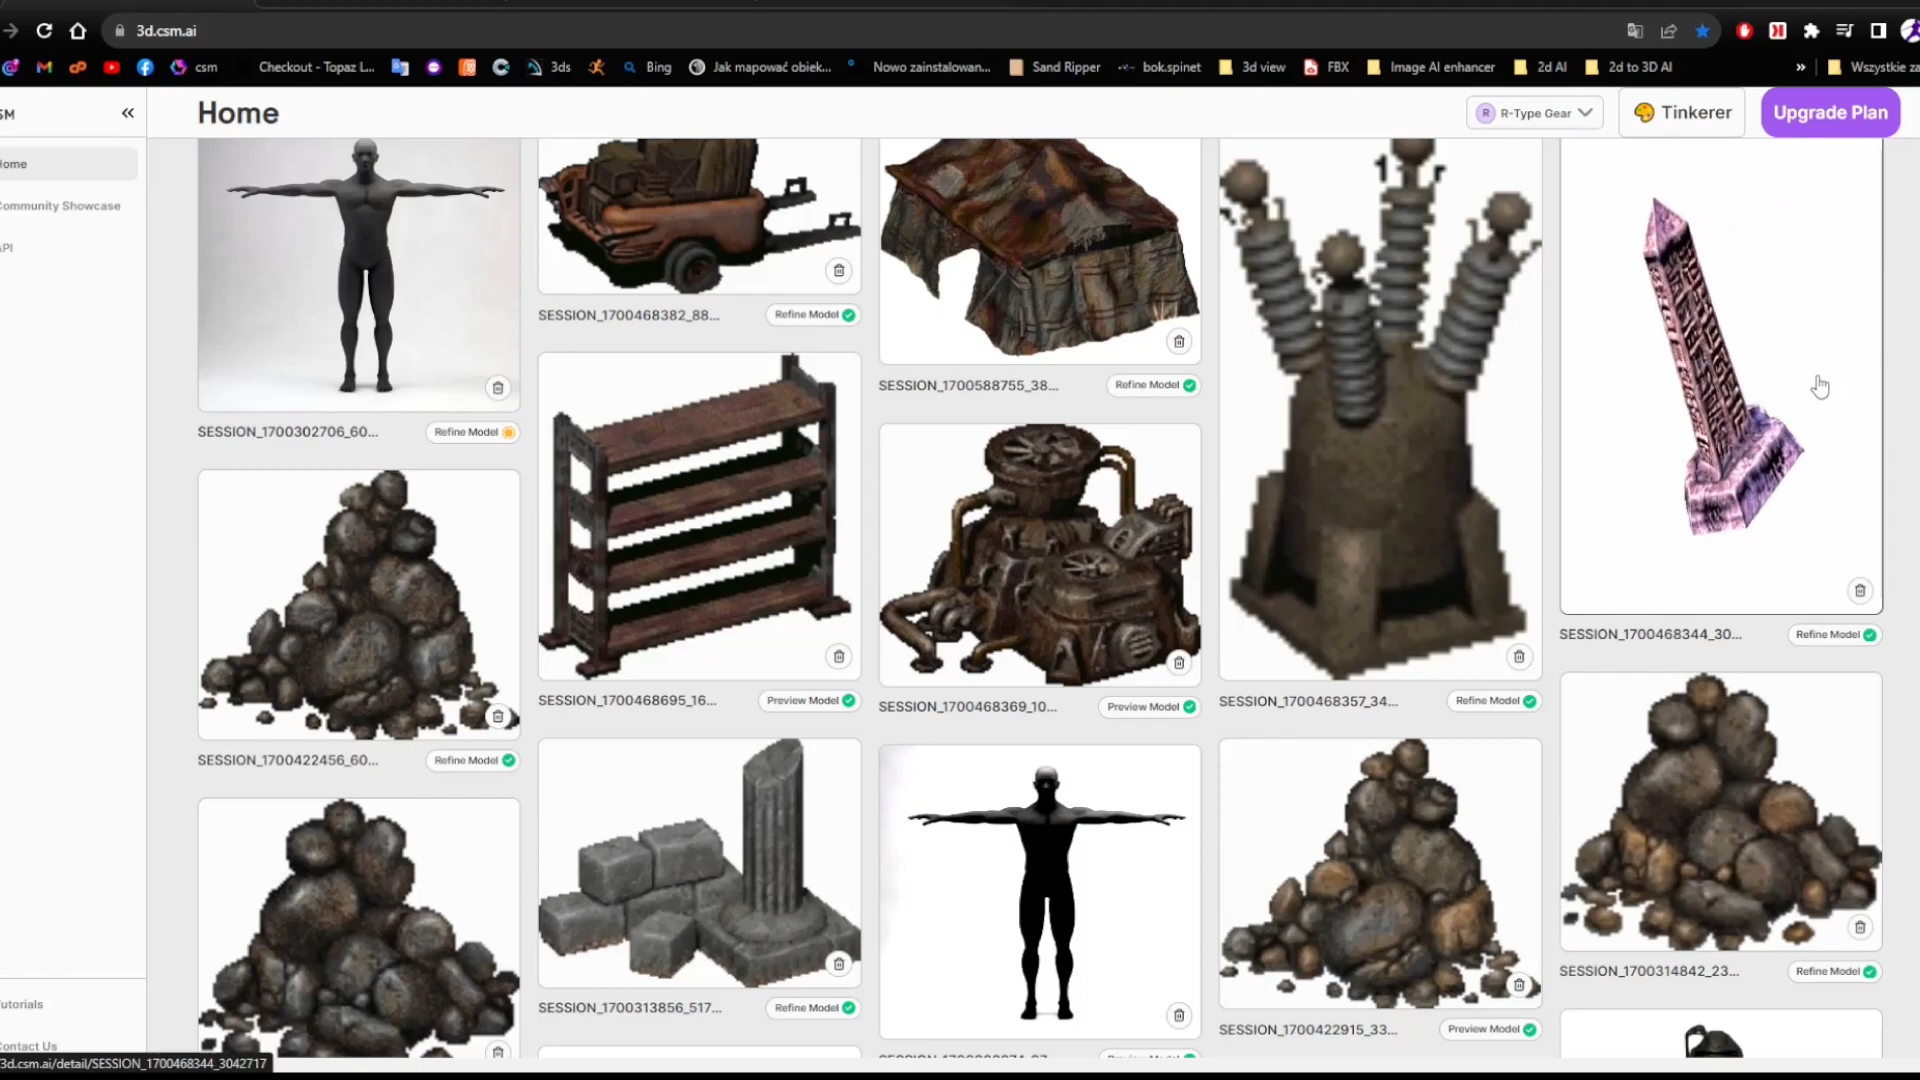 3d.csm.ai
csm
Checkout - Topaz L...
3ds
Bing
Jak mapować obiek...
Nowo zainstalowan...
Sand Ripper
bok.spinet
3d view
FBX
Image AI enhancer
2d AI
2d to 3D AI
»
Wszystkie za
SM
«
Home
R R-Type Gear
Tinkerer
Upgrade Plan
ome
ommunity Showcase
PI
SESSION_1700468382_88...
Refine Model
SESSION_1700588755_38...
Refine Model
SESSION_1700302706_60...
Refine Model
SESSION_1700468344_30...
Refine Model
SESSION_1700468695_16...
Preview Model
SESSION_1700468369_10...
Preview Model
SESSION_1700468357_34...
Refine Model
SESSION_1700422456_60...
Refine Model
SESSION_1700314842_23...
Refine Model
SESSION_1700313856_517...
Refine Model
SESSION_1700422915_33...
Preview Model
utorials
ontact Us
3d.csm.ai/detail/SESSION_1700468344_3042717